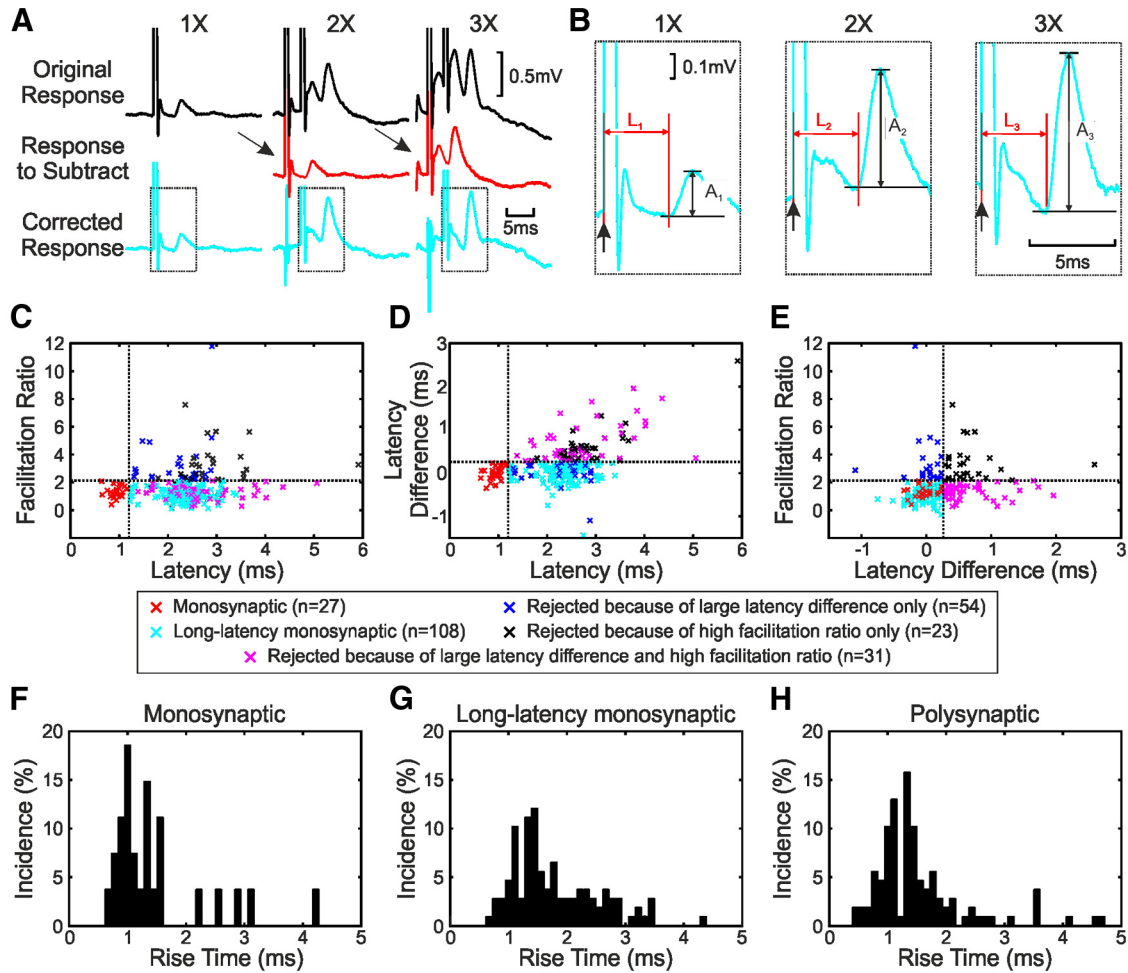 A
1X 2X 3X
Original Response
0.5mV
Response to Subtract
Corrected Response
5ms
B
1X 2X 3X
0.1mV
L1
A1
L2
A2
L3
A3
5ms
C
Facilitation Ratio
12
10
8
6
4
2
0
0 1 2 3 4 5 6
Latency (ms)
D
Latency Difference (ms)
3
2
1
0
-1
0 1 2 3 4 5 6
Latency (ms)
E
Facilitation Ratio
12
10
8
6
4
2
0
-1 0 1 2 3
Latency Difference (ms)
Monosynaptic (n=27)
Rejected because of large latency difference only (n=54)
Long-latency monosynaptic (n=108)
Rejected because of high facilitation ratio only (n=23)
Rejected because of large latency difference and high facilitation ratio (n=31)
F
Monosynaptic
Incidence (%)
20
15
10
5
0
0 1 2 3 4 5
Rise Time (ms)
G
Long-latency monosynaptic
Incidence (%)
20
15
10
5
0
0 1 2 3 4 5
Rise Time (ms)
H
Polysynaptic
Incidence (%)
20
15
10
5
0
0 1 2 3 4 5
Rise Time (ms)